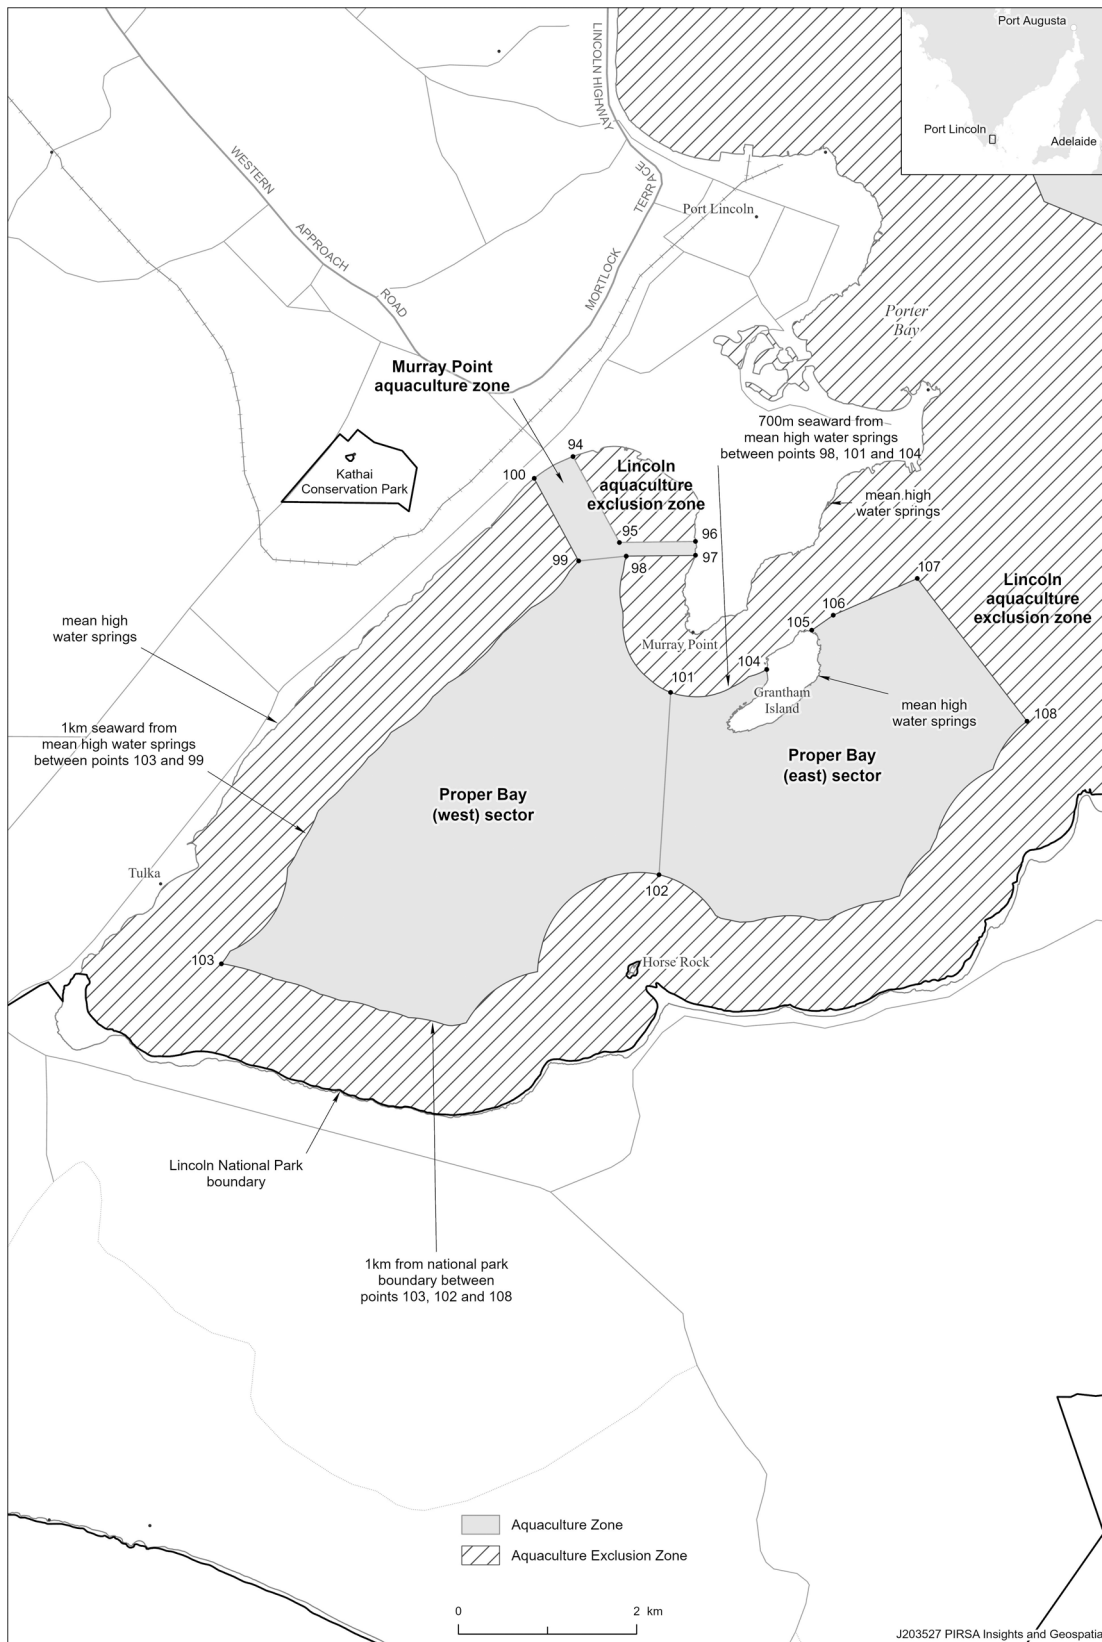 Port Augusta
Port Lincoln
Adelaide
LINCOLN HIGHWAY
WESTERN
APPROACH
ROAD
MORTLOCK
TERRACE
Port Lincoln
Porter
Bay
Murray Point
aquaculture zone
700m seaward from
mean high water springs
between points 98, 101 and 104
Kathai
Conservation Park
94
100
Lincoln
aquaculture
exclusion zone
mean high
water springs
95
96
97
98
99
107
106
105
Lincoln
aquaculture
exclusion zone
mean high
water springs
Murray Point
104
101
Grantham
Island
mean high
water springs
108
1km seaward from
mean high water springs
between points 103 and 99
Proper Bay
(east) sector
Proper Bay
(west) sector
Tulka
102
103
Horse Rock
Lincoln National Park
boundary
1km from national park
boundary between
points 103, 102 and 108
Aquaculture Zone
Aquaculture Exclusion Zone
0 2 km
J203527 PIRSA Insights and Geospatia